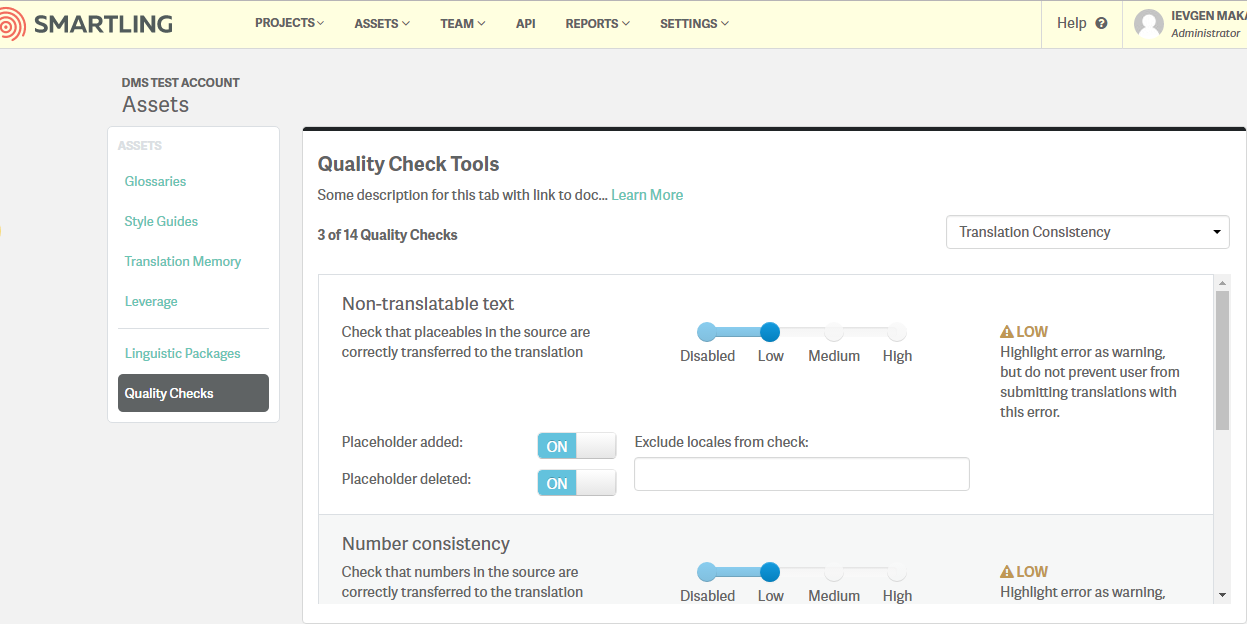 SMARTLING
PROJECTS
ASSETS
TEAM
API
REPORTS
SETTINGS
Help
IEVGEN MAKA
Administrator
DMS TEST ACCOUNT
Assets
ASSETS
Glossaries
Style Guides
Translation Memory
Leverage
Linguistic Packages
Quality Checks
Quality Check Tools
Some description for this tab with link to doc... Learn More
3 of 14 Quality Checks
Translation Consistency
Non-translatable text
Check that placeables in the source are
correctly transferred to the translation
Disabled Low Medium High
LOW
Highlight error as warning,
but do not prevent user from
submitting translations with
this error.
Placeholder added:
ON
Placeholder deleted:
ON
Exclude locales from check:
Number consistency
Check that numbers in the source are
correctly transferred to the translation
Disabled Low Medium High
LOW
Highlight error as warning,